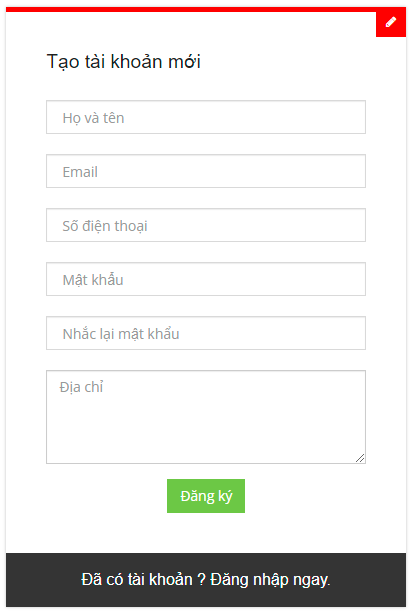 Tạo tài khoản mới
Họ và tên
Email
Số điện thoại
Mật khẩu
Nhắc lại mật khẩu
Địa chỉ
Đăng ký
Đã có tài khoản ? Đăng nhập ngay.